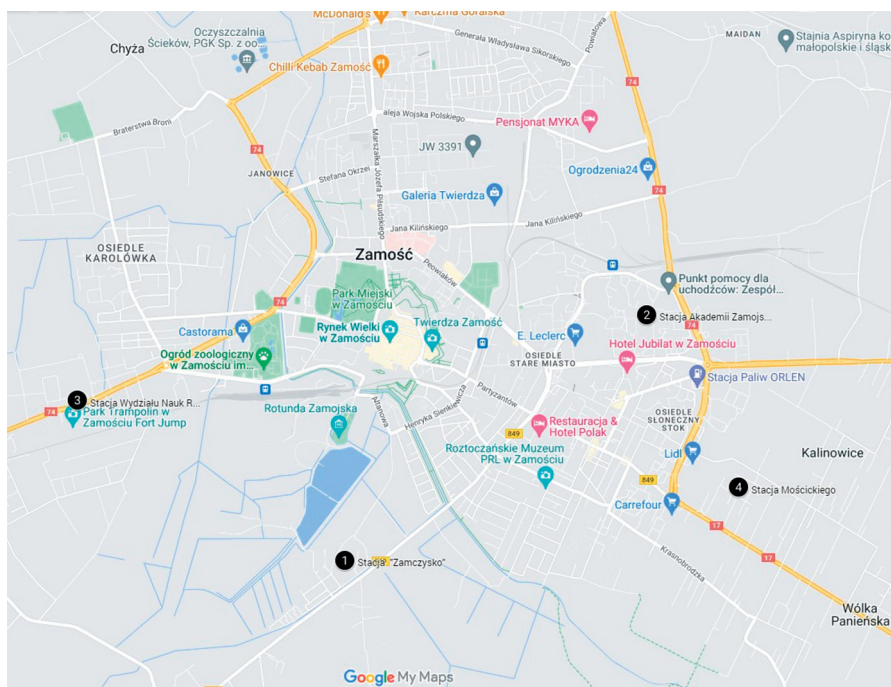 McDonald's
Karczma Góralska
Oczyszczalnia
Ścieków, PGK Sp. z oo...
Chyża
Generała Władysława Sikorskiego
Powiatowa
MAIDAN
Stajnia Aspiryna ko
małopolskie i śląsk
Chilli Kebab Zamość
74
aleja Wojska Polskiego
Braterstwa Broni
Pensjonat MYKA
Marszałka Józefa Piłsudskiego
JW 3391
74
JANOWICE
Stefana Okrzei
Ogrodzenia24
Galeria Twierdza
74
Jana Kilińskiego
Jana Kilińskiego
OSIEDLE
KAROLÓWKA
Zamość
Peowiaków
Punkt pomocy dla
uchodźców: Zespół...
74
Park Miejski
w Zamościu
2
Stacja Akademii Zamojs...
74
Castorama
Rynek Wielki
w Zamościu
Twierdza Zamość
E. Leclerc
Hotel Jubilat w Zamościu
Ogród zoologiczny
w Zamościu im...
OSIEDLE
STARE MIASTO
Stacja Paliw ORLEN
3
Stacja Wydziału Nauk R...
74
Park Trampolin w
Zamościu Fort Jump
Rotunda Zamojska
Altanowa
Henryka Sienkiewicza
Partyzantów
Restauracja &
Hotel Polak
849
OSIEDLE
SŁONECZNY
STOK
Roztoczańskie Muzeum
PRL w Zamościu
Lidl
Kalinowice
849
4
Stacja Mościckiego
Carrefour
17
1
Stacja "Zamczysko"
Krasnobrodzka
17
Wólka
Panieńska
Google My Maps